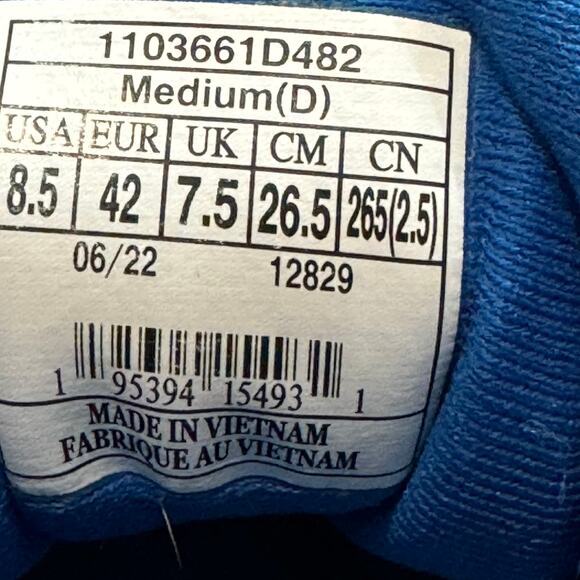 1103661D482
Medium(D)
USA EUR UK CM CN
8.5 42 7.5 26.5 265(2.5)
06/22 12829
1 95394 15493 1
MADE IN VIETNAM
FABRIQUE AU VIETNAM